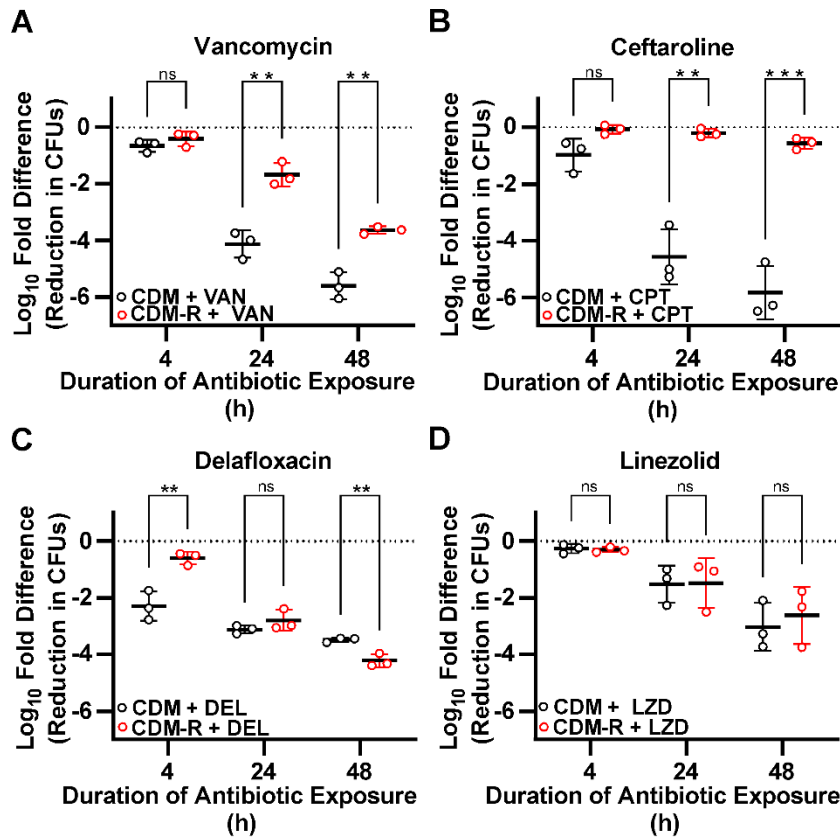 A
Vancomycin
ns
* *
* *
Log10 Fold Difference
(Reduction in CFUs)
0
-2
-4
-6
CDM + VAN
CDM-R + VAN
4
24
48
Duration of Antibiotic Exposure
(h)
B
Ceftaroline
ns
* *
* * *
Log10 Fold Difference
(Reduction in CFUs)
0
-2
-4
-6
CDM + CPT
CDM-R + CPT
4
24
48
Duration of Antibiotic Exposure
(h)
C
Delafloxacin
**
ns
**
Log10 Fold Difference
(Reduction in CFUs)
0
-2
-4
-6
CDM + DEL
CDM-R + DEL
4
24
48
Duration of Antibiotic Exposure
(h)
D
Linezolid
ns
ns
ns
Log10 Fold Difference
(Reduction in CFUs)
0
-2
-4
-6
CDM + LZD
CDM-R + LZD
4
24
48
Duration of Antibiotic Exposure
(h)